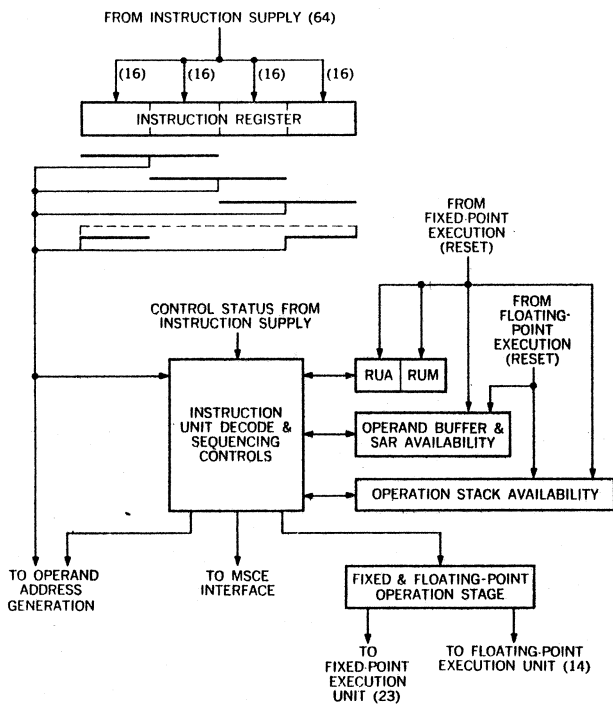 FROM INSTRUCTION SUPPLY (64)
(16) (16) (16) (16)
INSTRUCTION REGISTER
FROM
FIXED-POINT
EXECUTION
(RESET)
FROM
FLOATING-
POINT
EXECUTION
(RESET)
CONTROL STATUS FROM
INSTRUCTION SUPPLY
RUA RUM
INSTRUCTION
UNIT DECODE &
SEQUENCING
CONTROLS
OPERAND BUFFER &
SAR AVAILABILITY
OPERATION STACK AVAILABILITY
TO OPERAND
ADDRESS
GENERATION
TO MSCE
INTERFACE
FIXED & FLOATING-POINT
OPERATION STAGE
TO
FIXED-POINT
EXECUTION
UNIT (23)
TO FLOATING-POINT
EXECUTION UNIT (14)